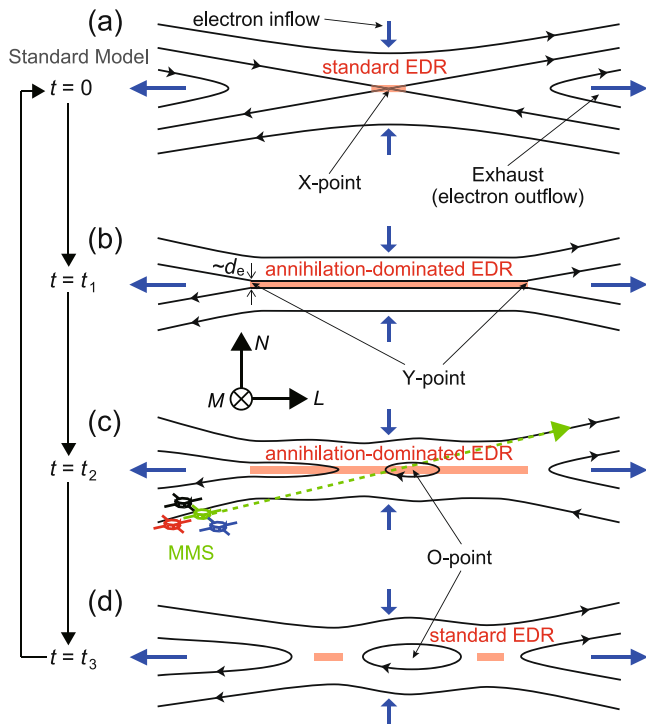 (a)
electron inflow
Standard Model
standard EDR
t = 0
X-point
Exhaust
(electron outflow)
(b)
~dₑ
annihilation-dominated EDR
t = t₁
N
Y-point
M
L
(c)
annihilation-dominated EDR
t = t₂
MMS
O-point
(d)
standard EDR
t = t₃